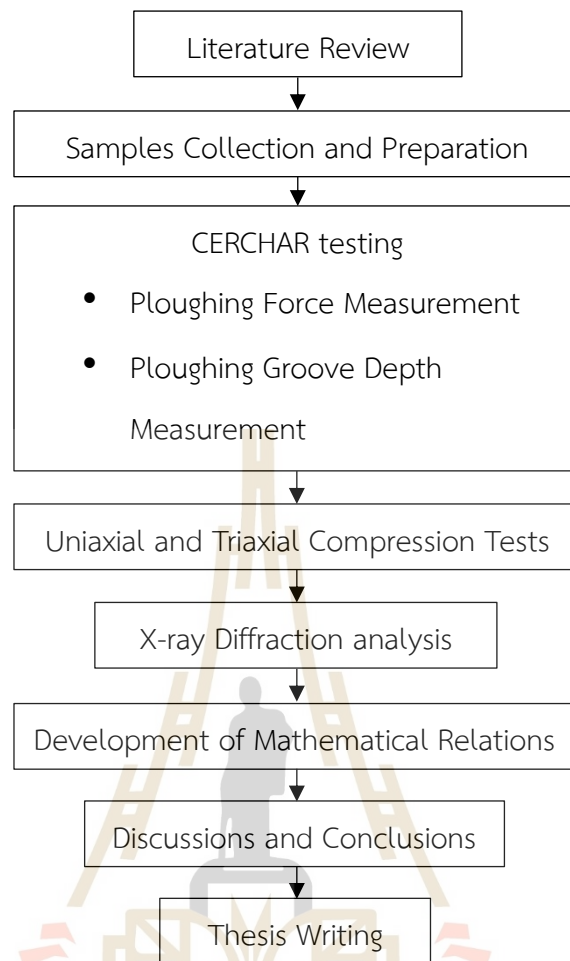 Literature Review
Samples Collection and Preparation
CERCHAR testing
• Ploughing Force Measurement
• Ploughing Groove Depth
Measurement
Uniaxial and Triaxial Compression Tests
X-ray Diffraction analysis
Development of Mathematical Relations
Discussions and Conclusions
Thesis Writing